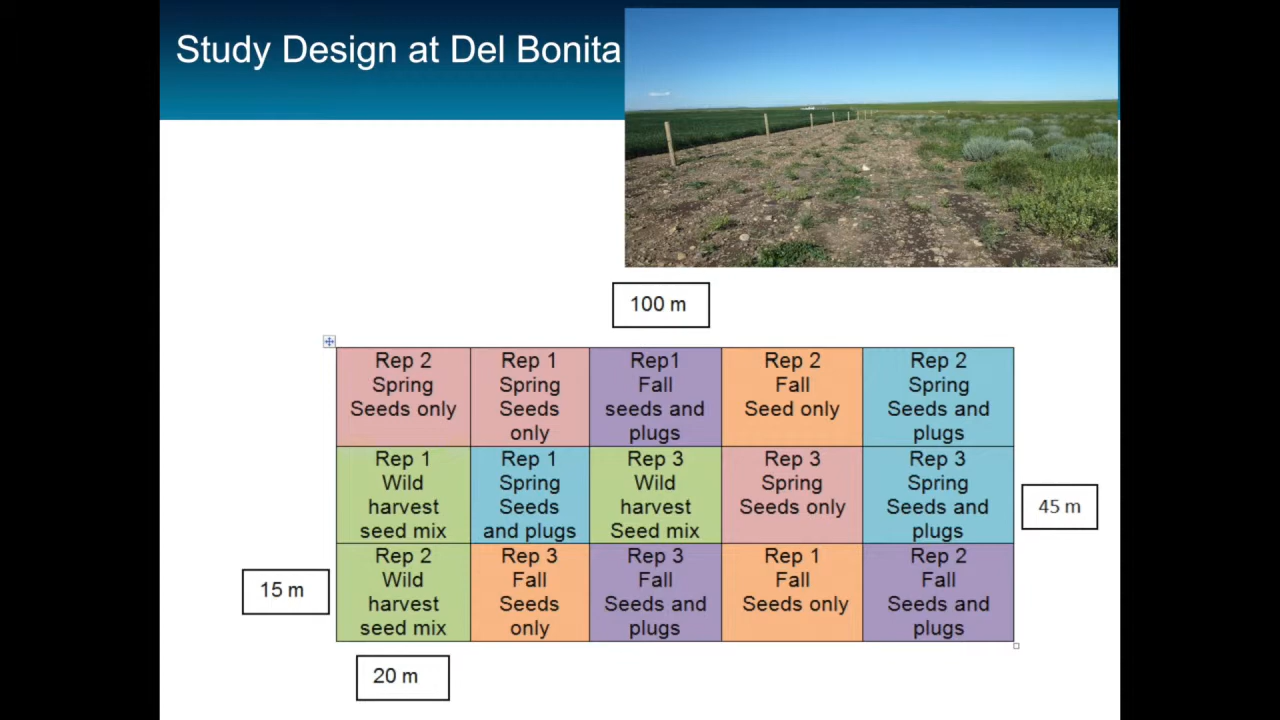 Study Design at Del Bonita
100 m
Rep 2
Spring
Seeds only
Rep 1
Spring
Seeds
only
Rep1
Fall
seeds and
plugs
Rep 2
Fall
Seed only
Rep 2
Spring
Seeds and
plugs
Rep 1
Wild
harvest
seed mix
Rep 1
Spring
Seeds
and plugs
Rep 3
Wild
harvest
Seed mix
Rep 3
Spring
Seeds only
Rep 3
Spring
Seeds and
plugs
45 m
Rep 2
Wild
harvest
seed mix
Rep 3
Fall
Seeds
only
Rep 3
Fall
Seeds and
plugs
Rep 1
Fall
Seeds only
Rep 2
Fall
Seeds and
plugs
15 m
20 m